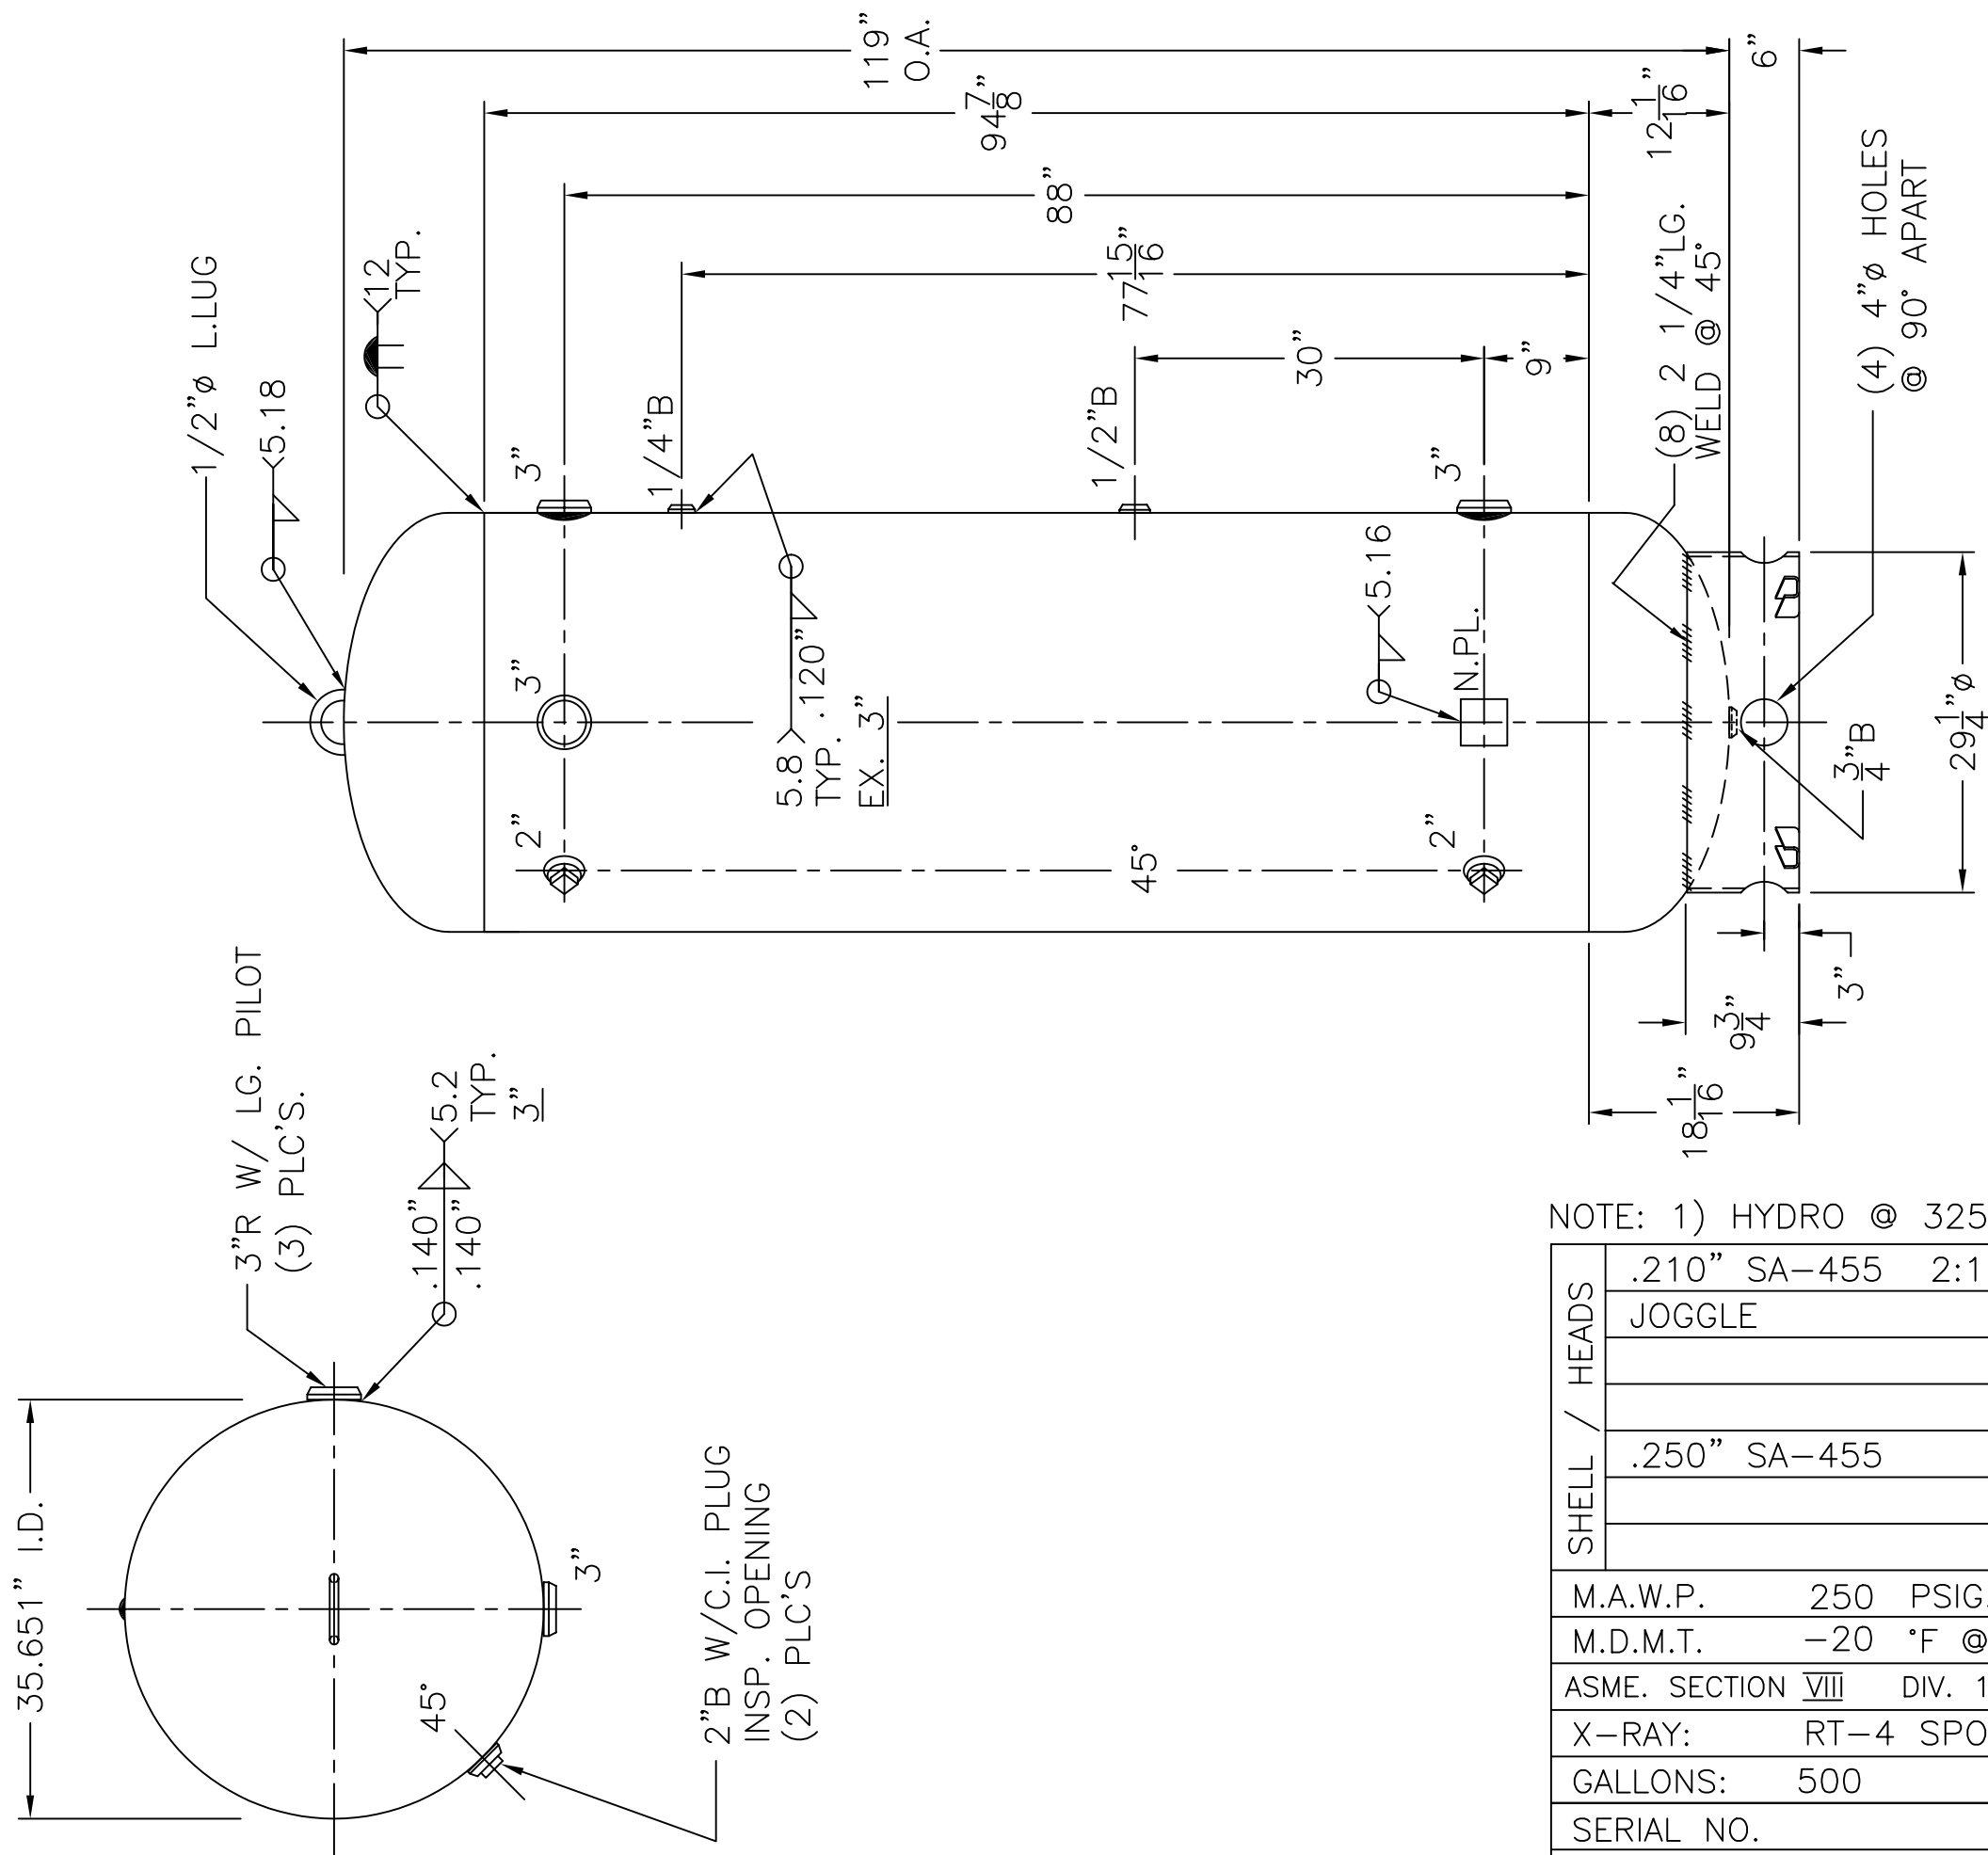 1/2"ø L.LUG
5.18
12
TYP.
119"
O.A.
94 7/8"
88"
77 15/16"
30"
9"
12 1/16"
6"
3"
1/4"B
1/2"B
3"
(8) 2 1/4"LG.
WELD @ 45°
(4) 4"ø HOLES
@ 90° APART
3"
5.8
TYP.
EX. 3"
.120"
5.16
N.PL.
2"
2"
45°
3/4"B
29 1/4"ø
3"
9 3/4"
18 1/16"
3"R W/ LG. PILOT
(3) PLC'S.
.140"
.140"
5.2
TYP.
3"
35.651" I.D.
3"
45°
2"B W/C.I. PLUG
INSP. OPENING
(2) PLC'S
NOTE: 1) HYDRO @ 325
SHELL / HEADS
.210" SA-455 2:1
JOGGLE
.250" SA-455
M.A.W.P. 250 PSIG.
M.D.M.T. -20 °F @
ASME. SECTION VIII DIV. 1
X-RAY: RT-4 SPO
GALLONS: 500
SERIAL NO.